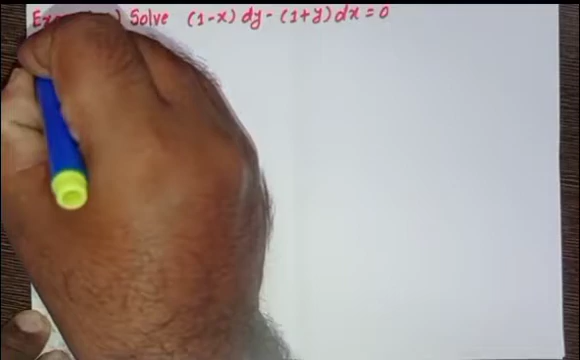 Solve (1-x) dy - (1+y) dx = 0